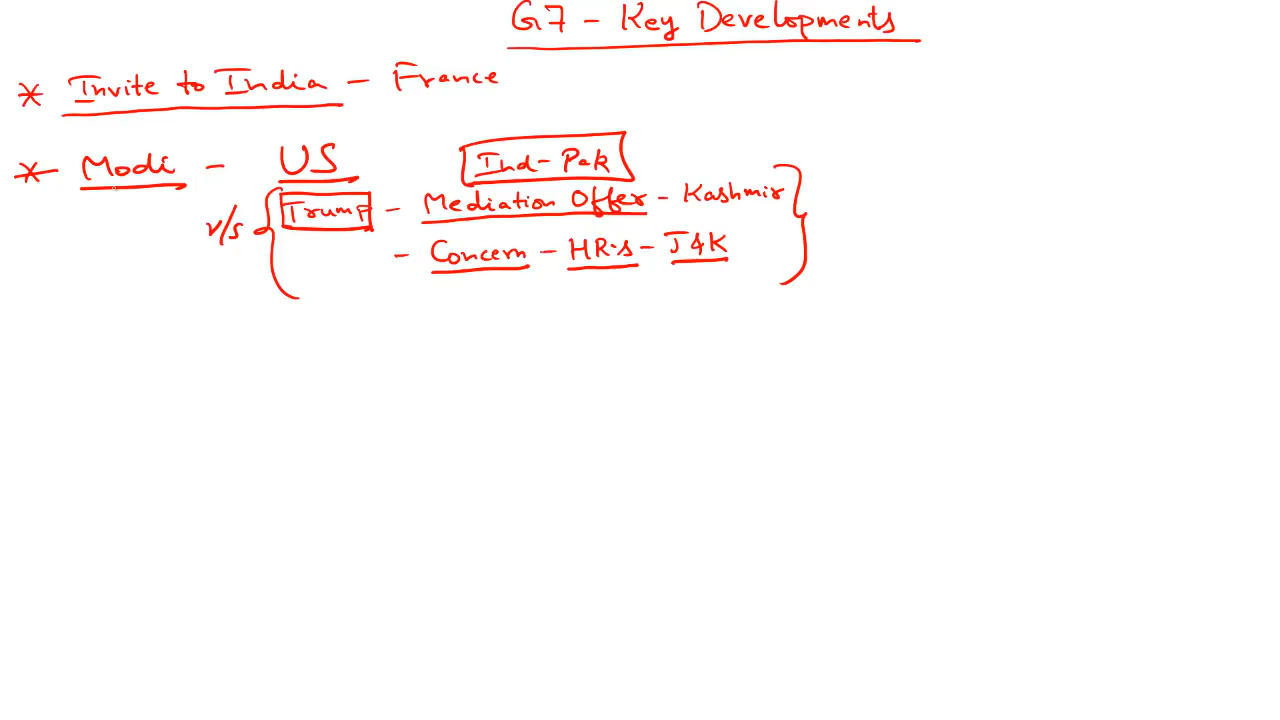 G7 - Key Developments
* Invite to India - France
* Modi - US Ind-Pak
v/s Trump - Mediation Offer - Kashmir
- Concern - HR's - J&K